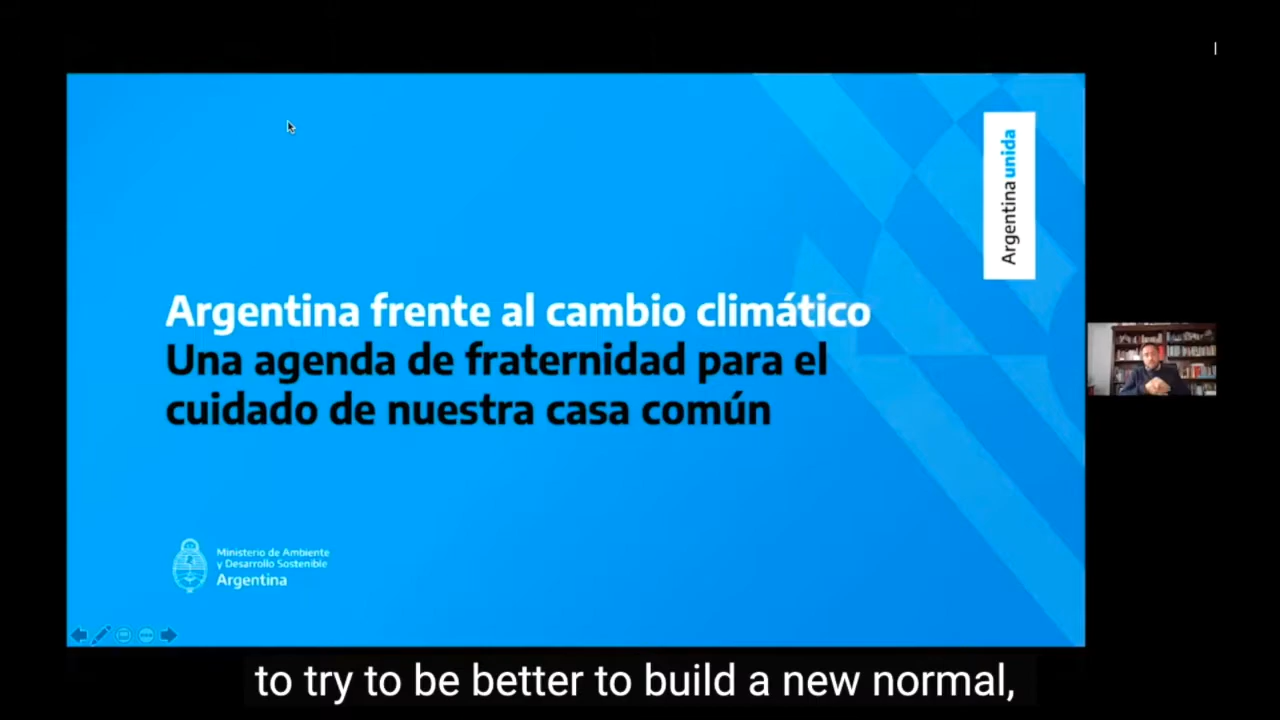 Argentina unida
Argentina frente al cambio climático
Una agenda de fraternidad para el
cuidado de nuestra casa común
Ministerio de Ambiente
y Desarrollo Sostenible
Argentina
to try to be better to build a new normal,